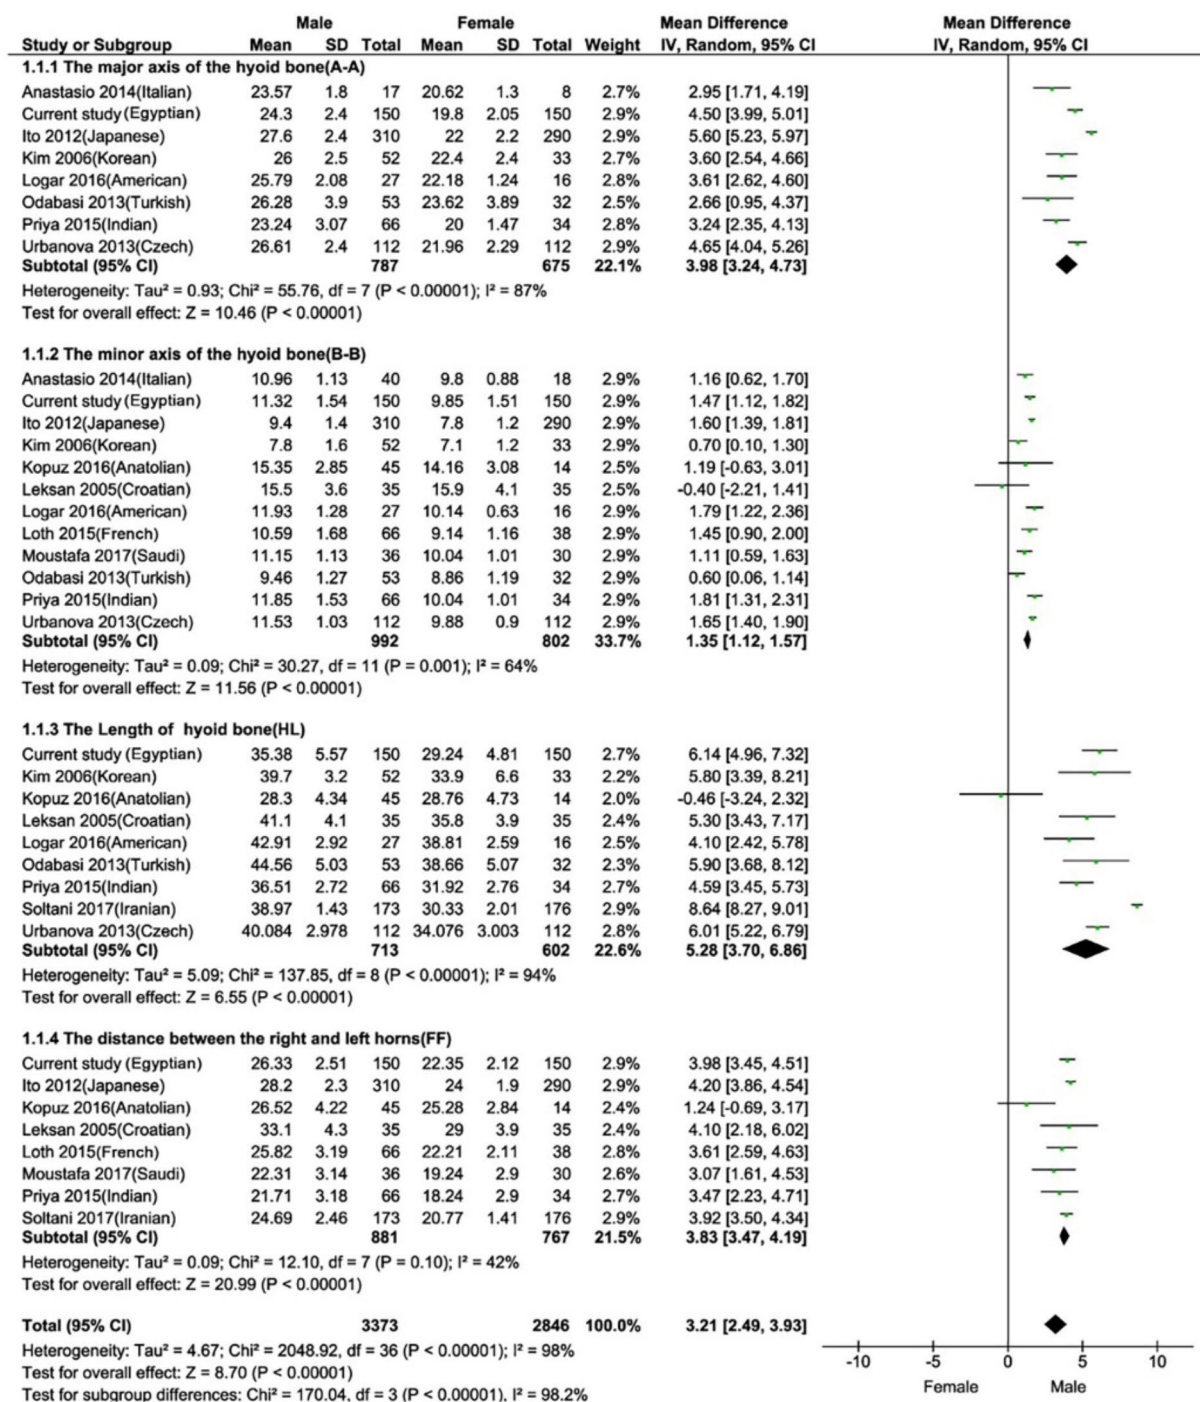 Male Female Mean Difference Mean Difference
Study or Subgroup Mean SD Total Mean SD Total Weight IV, Random, 95% CI IV, Random, 95% CI
1.1.1 The major axis of the hyoid bone(A-A)
Anastasio 2014(Italian) 23.57 1.8 17 20.62 1.3 8 2.7% 2.95 [1.71, 4.19]
Current study (Egyptian) 24.3 2.4 150 19.8 2.05 150 2.9% 4.50 [3.99, 5.01]
Ito 2012(Japanese) 27.6 2.4 310 22 2.2 290 2.9% 5.60 [5.23, 5.97]
Kim 2006(Korean) 26 2.5 52 22.4 2.4 33 2.7% 3.60 [2.54, 4.66]
Logar 2016(American) 25.79 2.08 27 22.18 1.24 16 2.8% 3.61 [2.62, 4.60]
Odabasi 2013(Turkish) 26.28 3.9 53 23.62 3.89 32 2.5% 2.66 [0.95, 4.37]
Priya 2015(Indian) 23.24 3.07 66 20 1.47 34 2.8% 3.24 [2.35, 4.13]
Urbanova 2013(Czech) 26.61 2.4 112 21.96 2.29 112 2.9% 4.65 [4.04, 5.26]
Subtotal (95% CI) 787 675 22.1% 3.98 [3.24, 4.73]
Heterogeneity: Tau² = 0.93; Chi² = 55.76, df = 7 (P < 0.00001); I² = 87%
Test for overall effect: Z = 10.46 (P < 0.00001)
1.1.2 The minor axis of the hyoid bone(B-B)
Anastasio 2014(Italian) 10.96 1.13 40 9.8 0.88 18 2.9% 1.16 [0.62, 1.70]
Current study (Egyptian) 11.32 1.54 150 9.85 1.51 150 2.9% 1.47 [1.12, 1.82]
Ito 2012(Japanese) 9.4 1.4 310 7.8 1.2 290 2.9% 1.60 [1.39, 1.81]
Kim 2006(Korean) 7.8 1.6 52 7.1 1.2 33 2.9% 0.70 [0.10, 1.30]
Kopuz 2016(Anatolian) 15.35 2.85 45 14.16 3.08 14 2.5% 1.19 [-0.63, 3.01]
Leksan 2005(Croatian) 15.5 3.6 35 15.9 4.1 35 2.5% -0.40 [-2.21, 1.41]
Logar 2016(American) 11.93 1.28 27 10.14 0.63 16 2.9% 1.79 [1.22, 2.36]
Loth 2015(French) 10.59 1.68 66 9.14 1.16 38 2.9% 1.45 [0.90, 2.00]
Moustafa 2017(Saudi) 11.15 1.13 36 10.04 1.01 30 2.9% 1.11 [0.59, 1.63]
Odabasi 2013(Turkish) 9.46 1.27 53 8.86 1.19 32 2.9% 0.60 [0.06, 1.14]
Priya 2015(Indian) 11.85 1.53 66 10.04 1.01 34 2.9% 1.81 [1.31, 2.31]
Urbanova 2013(Czech) 11.53 1.03 112 9.88 0.9 112 2.9% 1.65 [1.40, 1.90]
Subtotal (95% CI) 992 802 33.7% 1.35 [1.12, 1.57]
Heterogeneity: Tau² = 0.09; Chi² = 30.27, df = 11 (P = 0.001); I² = 64%
Test for overall effect: Z = 11.56 (P < 0.00001)
1.1.3 The Length of hyoid bone(HL)
Current study (Egyptian) 35.38 5.57 150 29.24 4.81 150 2.7% 6.14 [4.96, 7.32]
Kim 2006(Korean) 39.7 3.2 52 33.9 6.6 33 2.2% 5.80 [3.39, 8.21]
Kopuz 2016(Anatolian) 28.3 4.34 45 28.76 4.73 14 2.0% -0.46 [-3.24, 2.32]
Leksan 2005(Croatian) 41.1 4.1 35 35.8 3.9 35 2.4% 5.30 [3.43, 7.17]
Logar 2016(American) 42.91 2.92 27 38.81 2.59 16 2.5% 4.10 [2.42, 5.78]
Odabasi 2013(Turkish) 44.56 5.03 53 38.66 5.07 32 2.3% 5.90 [3.68, 8.12]
Priya 2015(Indian) 36.51 2.72 66 31.92 2.76 34 2.7% 4.59 [3.45, 5.73]
Soltani 2017(Iranian) 38.97 1.43 173 30.33 2.01 176 2.9% 8.64 [8.27, 9.01]
Urbanova 2013(Czech) 40.084 2.978 112 34.076 3.003 112 2.8% 6.01 [5.22, 6.79]
Subtotal (95% CI) 713 602 22.6% 5.28 [3.70, 6.86]
Heterogeneity: Tau² = 5.09; Chi² = 137.85, df = 8 (P < 0.00001); I² = 94%
Test for overall effect: Z = 6.55 (P < 0.00001)
1.1.4 The distance between the right and left horns(FF)
Current study (Egyptian) 26.33 2.51 150 22.35 2.12 150 2.9% 3.98 [3.45, 4.51]
Ito 2012(Japanese) 28.2 2.3 310 24 1.9 290 2.9% 4.20 [3.86, 4.54]
Kopuz 2016(Anatolian) 26.52 4.22 45 25.28 2.84 14 2.4% 1.24 [-0.69, 3.17]
Leksan 2005(Croatian) 33.1 4.3 35 29 3.9 35 2.4% 4.10 [2.18, 6.02]
Loth 2015(French) 25.82 3.19 66 22.21 2.11 38 2.8% 3.61 [2.59, 4.63]
Moustafa 2017(Saudi) 22.31 3.14 36 19.24 2.9 30 2.6% 3.07 [1.61, 4.53]
Priya 2015(Indian) 21.71 3.18 66 18.24 2.9 34 2.7% 3.47 [2.23, 4.71]
Soltani 2017(Iranian) 24.69 2.46 173 20.77 1.41 176 2.9% 3.92 [3.50, 4.34]
Subtotal (95% CI) 881 767 21.5% 3.83 [3.47, 4.19]
Heterogeneity: Tau² = 0.09; Chi² = 12.10, df = 7 (P = 0.10); I² = 42%
Test for overall effect: Z = 20.99 (P < 0.00001)
Total (95% CI) 3373 2846 100.0% 3.21 [2.49, 3.93]
Heterogeneity: Tau² = 4.67; Chi² = 2048.92, df = 36 (P < 0.00001); I² = 98%
Test for overall effect: Z = 8.70 (P < 0.00001)
Test for subgroup differences: Chi² = 170.04, df = 3 (P < 0.00001), I² = 98.2%
-10 -5 0 5 10
Female Male